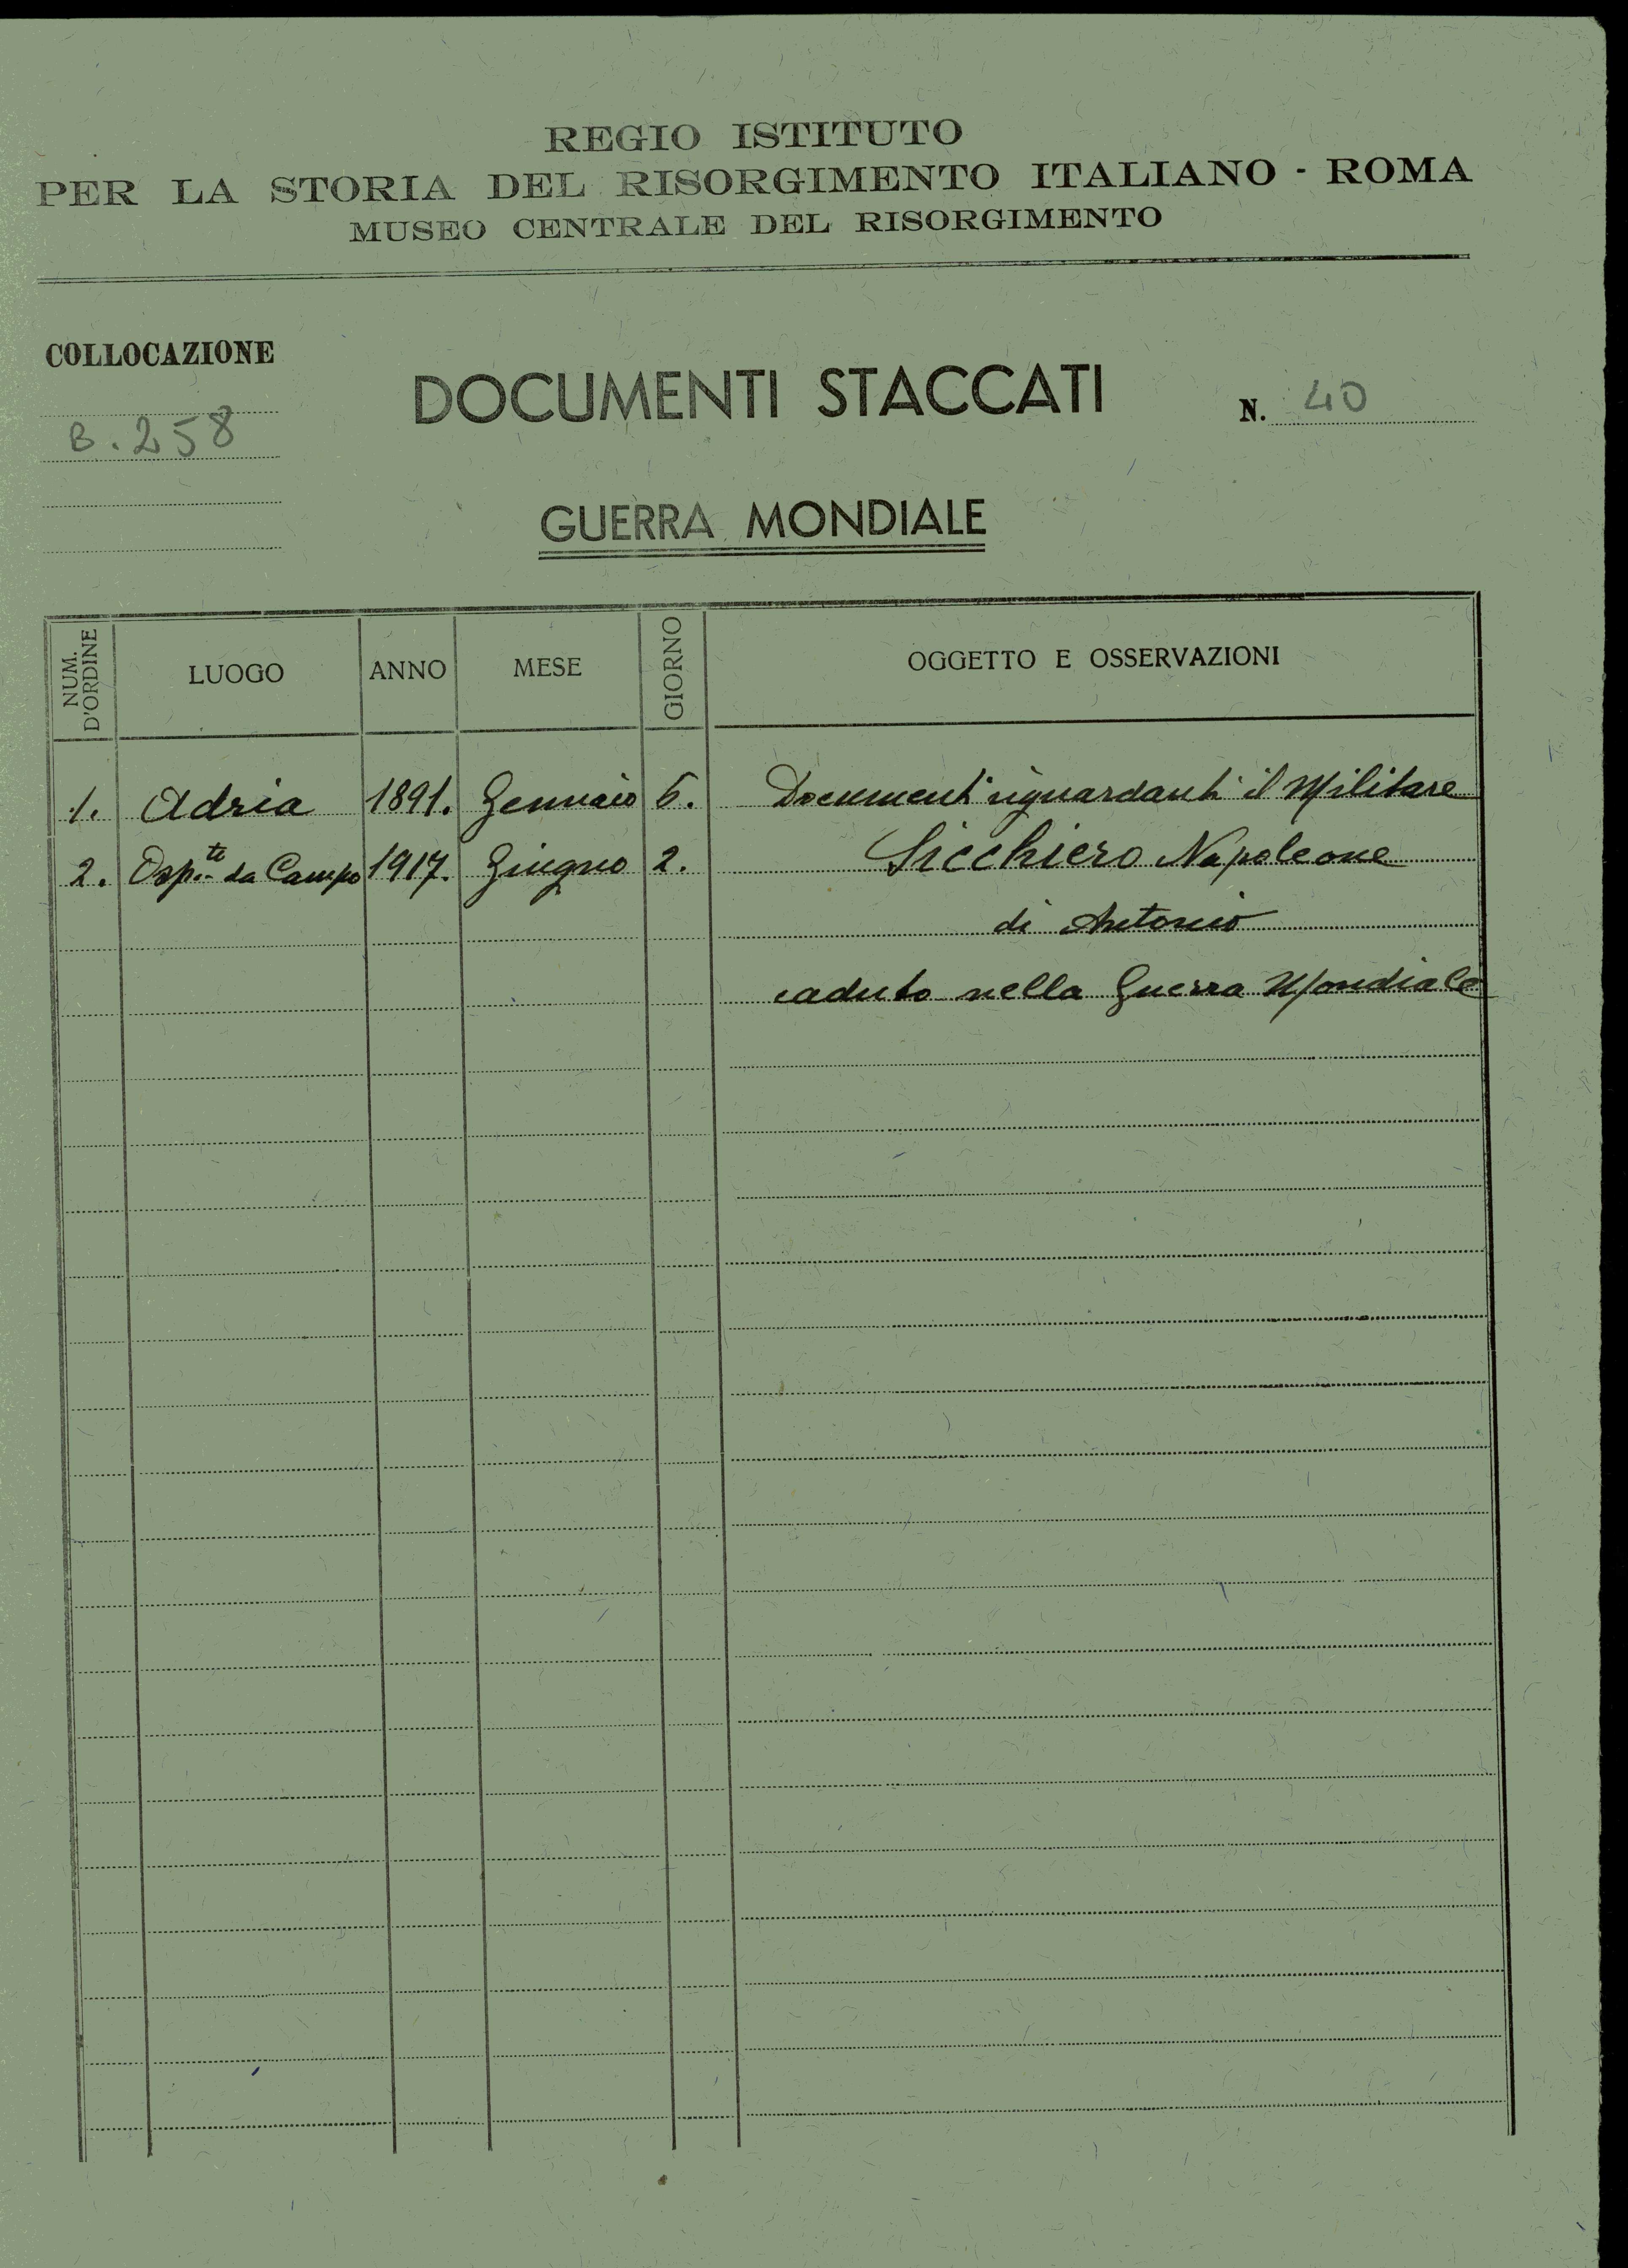 REGIO ISTITUTO
PER LA STORIA DEL RISORGIMENTO ITALIANO - ROMA
MUSEO CENTRALE DEL RISORGIMENTO
COLLOCAZIONE
B. 258
DOCUMENTI STACCATI
N. 40
GUERRA MONDIALE
NUM. D'ORDINE LUOGO ANNO MESE GIORNO OGGETTO E OSSERVAZIONI
1. Adria 1891. Gennaio 6. Documenti riguardanti il Militare
2. Osp.te da Campo 1917. Giugno 2. Sicchiero Napoleone
di Antonio
caduto nella Guerra Mondiale